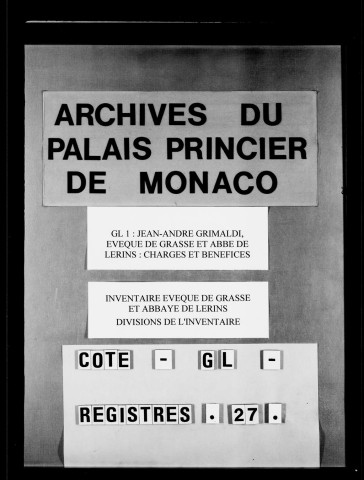 ARCHIVES DU
PALAIS PRINCIER
DE MONACO
GL 1 : JEAN-ANDRE GRIMALDI,
EVEQUE DE GRASSE ET ABBE DE
LERINS : CHARGES ET BENEFICES
INVENTAIRE EVEQUE DE GRASSE
ET ABBAYE DE LERINS
DIVISIONS DE L'INVENTAIRE
COTE - GL -
REGISTRES . 27 .